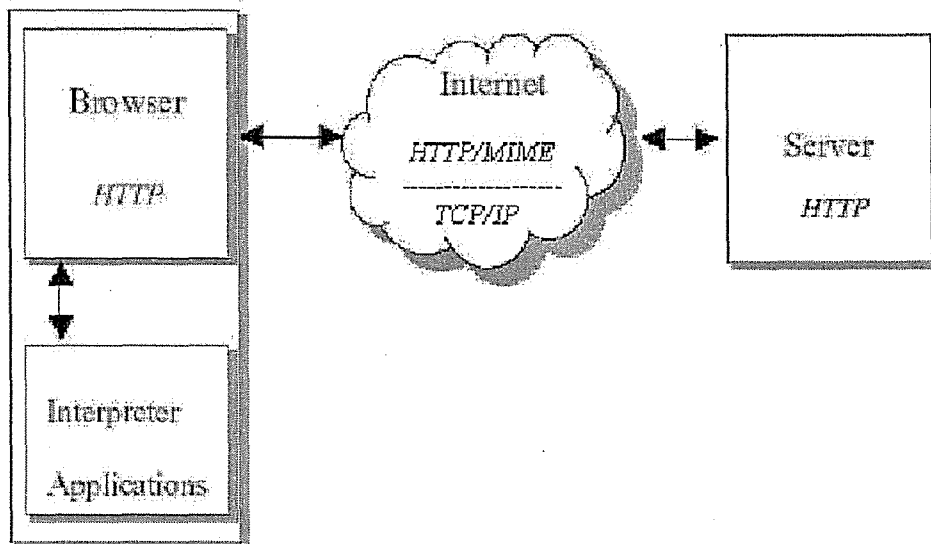 Browser
HTTP
Interpreter
Applications
Internet
HTTP/MIME
TCP/IP
Server
HTTP